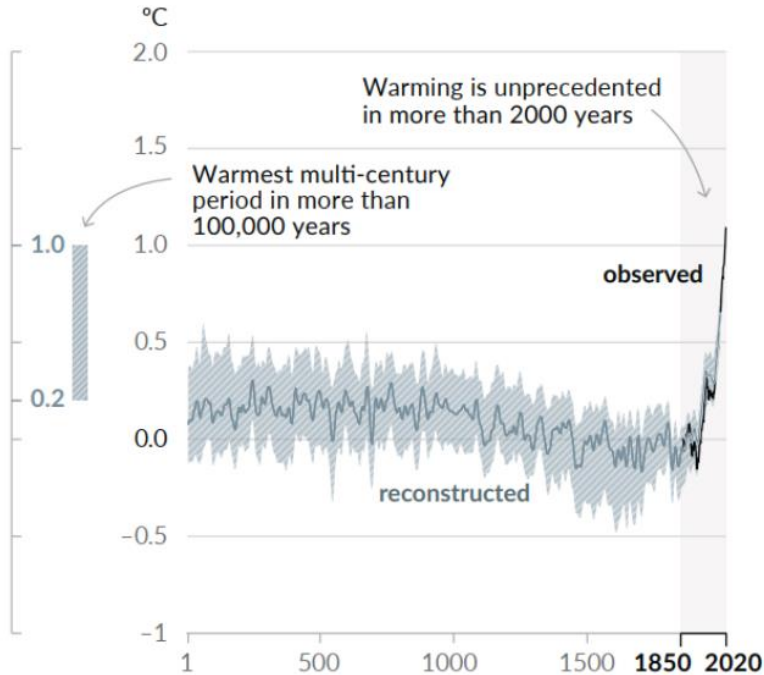 °C
2.0
Warming is unprecedented
in more than 2000 years
1.5
Warmest multi-century
period in more than
100,000 years
1.0
1.0
observed
0.5
0.2
0.0
reconstructed
−0.5
−1
1
500
1000
1500
1850
2020